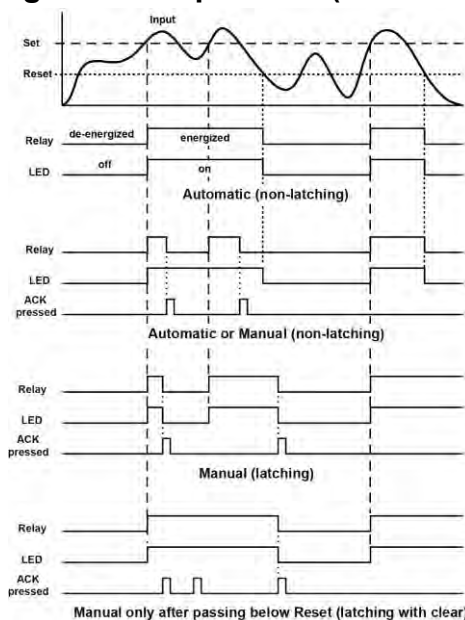 Input
Set
Reset
de-energized energized
Relay
off on
LED
Automatic (non-latching)
Relay
LED
ACK
pressed
Automatic or Manual (non-latching)
Relay
LED
ACK
pressed
Manual (latching)
Relay
LED
ACK
pressed
Manual only after passing below Reset (latching with clear)